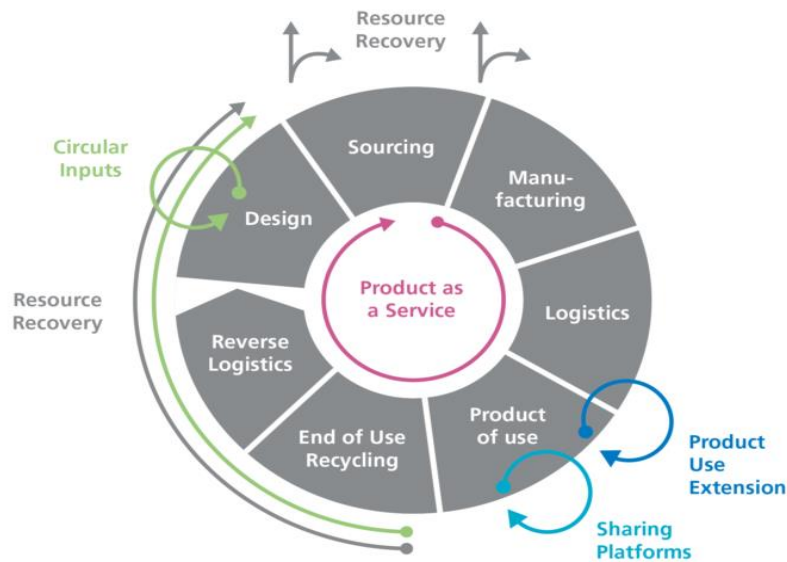 Resource
Recovery
Circular
Inputs
Sourcing
Manu-
facturing
Design
Product as
a Service
Logistics
Resource
Recovery
Reverse
Logistics
End of Use
Recycling
Product
of use
Product
Use
Extension
Sharing
Platforms